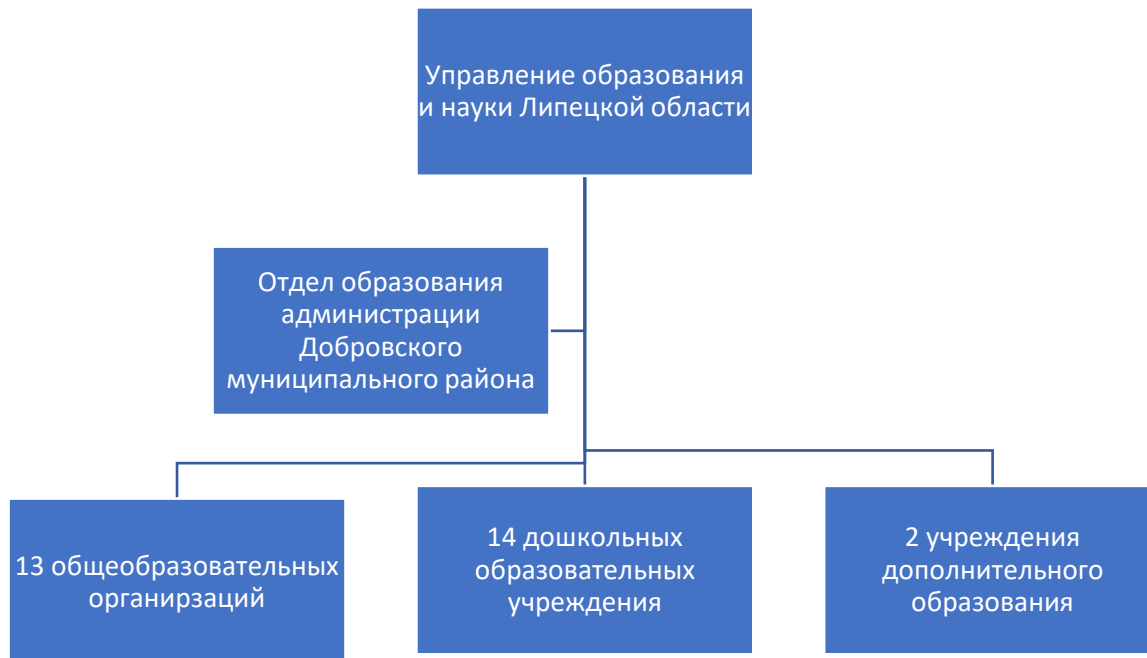 Управление образования
и науки Липецкой области
Отдел образования
администрации
Добровского
муниципального района
13 общеобразовательных
органирзаций
14 дошкольных
образовательных
учреждения
2 учреждения
дополнительного
образования